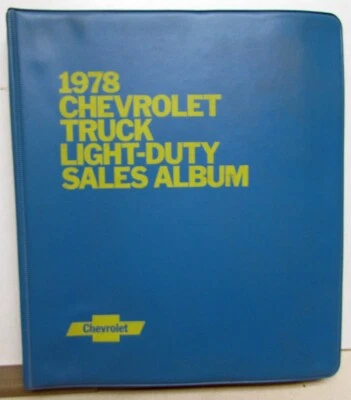 1978
CHEVROLET
TRUCK
LIGHT-DUTY
SALES ALBUM
Chevrolet